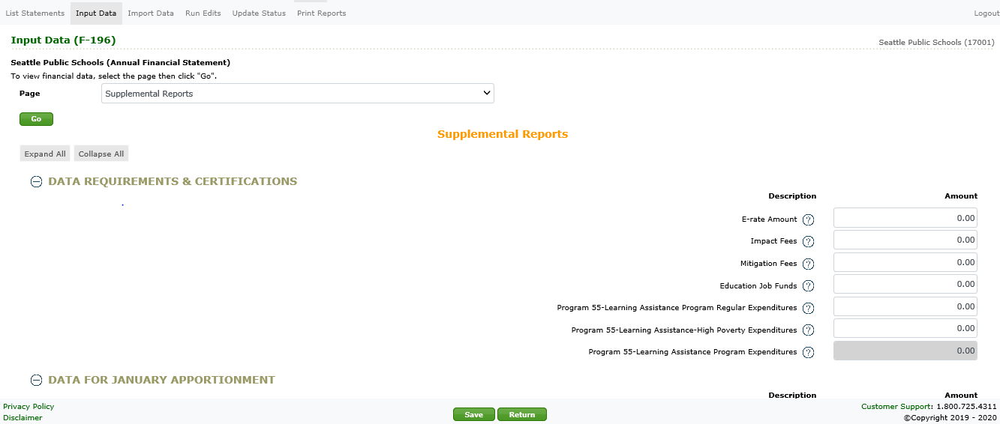 List Statements Input Data Import Data Run Edits Update Status Print Reports Logout
Input Data (F-196)
Seattle Public Schools (17001)
Seattle Public Schools (Annual Financial Statement)
To view financial data, select the page then click "Go".
Page Supplemental Reports
Go
Supplemental Reports
Expand All Collapse All
DATA REQUIREMENTS & CERTIFICATIONS
Description Amount
E-rate Amount ? 0.00
Impact Fees ? 0.00
Mitigation Fees ? 0.00
Education Job Funds ? 0.00
Program 55-Learning Assistance Program Regular Expenditures ? 0.00
Program 55-Learning Assistance-High Poverty Expenditures ? 0.00
Program 55-Learning Assistance Program Expenditures ? 0.00
DATA FOR JANUARY APPORTIONMENT
Description Amount
Privacy Policy
Disclaimer
Save Return
Customer Support: 1.800.725.4311
©Copyright 2019 - 2020